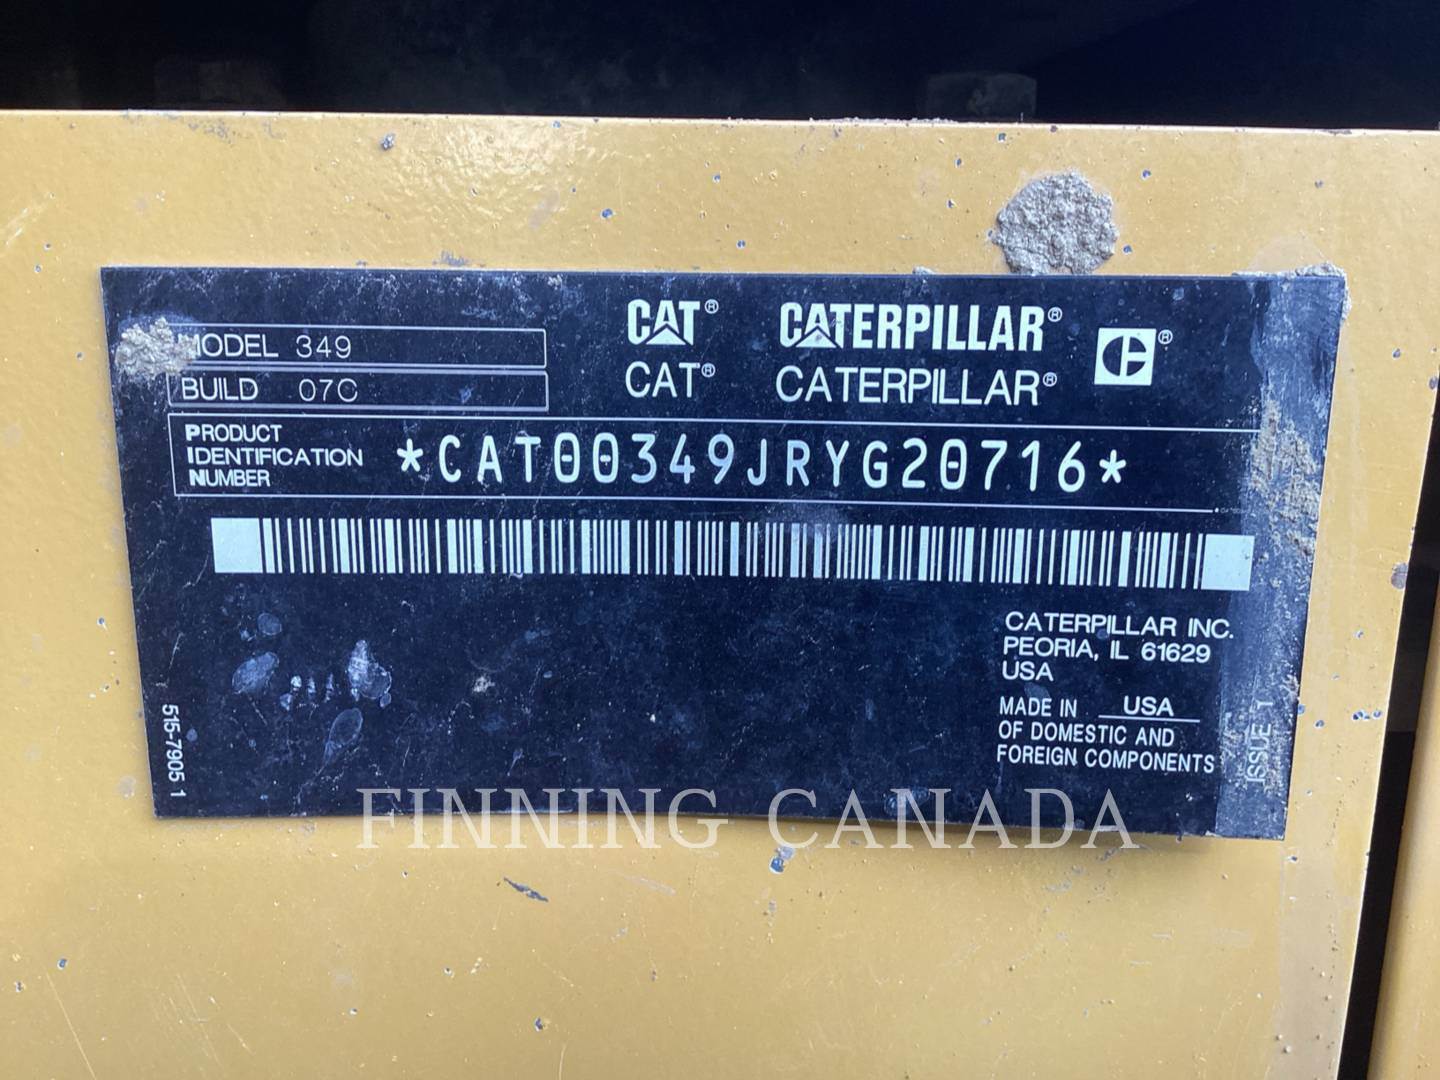 CAT® CATERPILLAR® ®
CAT® CATERPILLAR®
MODEL 349
BUILD 07C
PRODUCT
IDENTIFICATION
NUMBER
*CAT00349JRYG20716*
CATERPILLAR INC.
PEORIA, IL 61629
USA
MADE IN USA
OF DOMESTIC AND
FOREIGN COMPONENTS
515-7905 1
ISSUE 1
FINNING CANADA